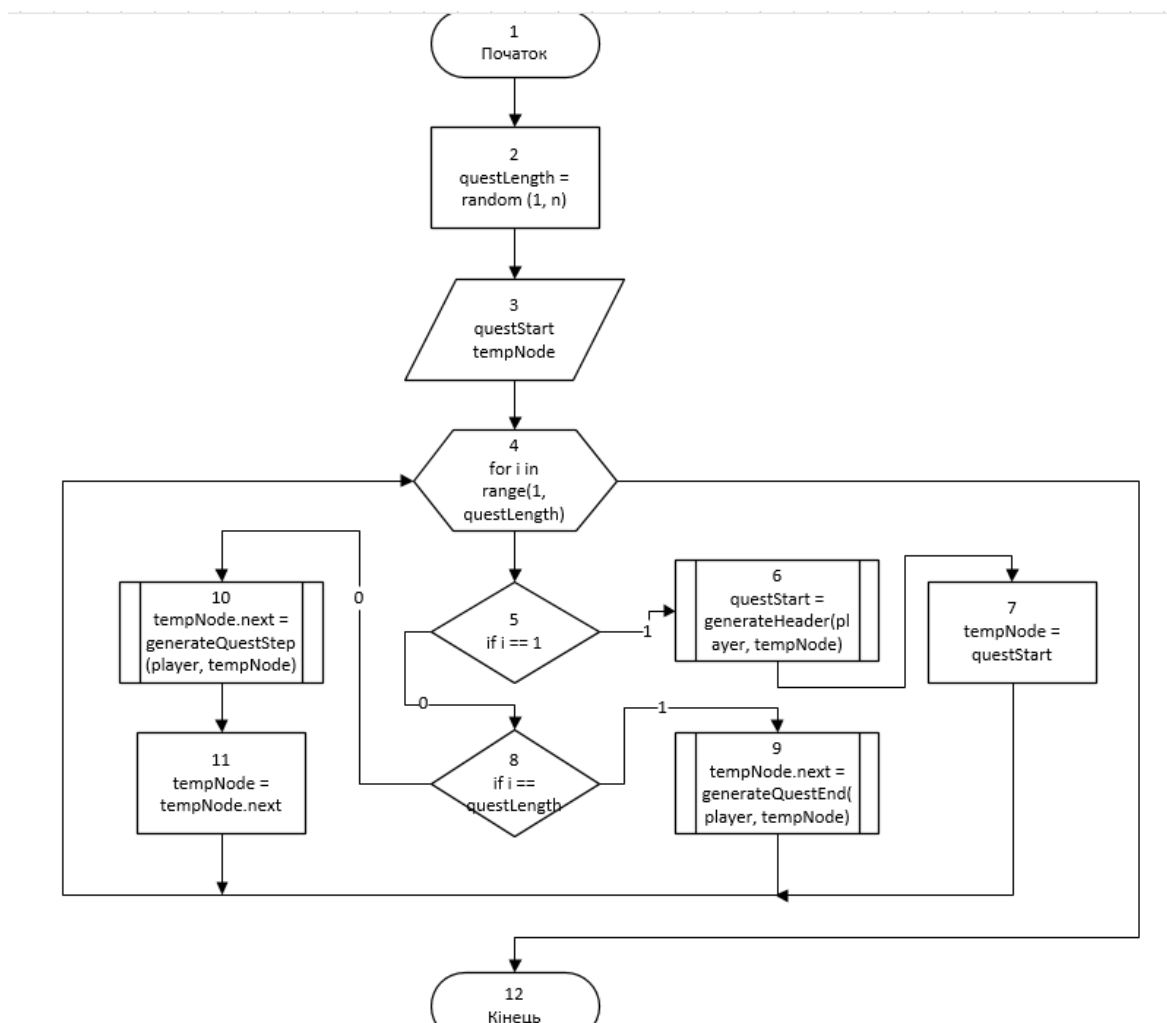 1
Початок
2
questLength =
random (1, n)
3
questStart
tempNode
4
for i in
range(1,
questLength)
5
if i == 1
1
6
questStart =
generateHeader(pl
ayer, tempNode)
7
tempNode =
questStart
0
8
if i ==
questLength
1
9
tempNode.next =
generateQuestEnd(
player, tempNode)
0
10
tempNode.next =
generateQuestStep
(player, tempNode)
11
tempNode =
tempNode.next
12
Кінець